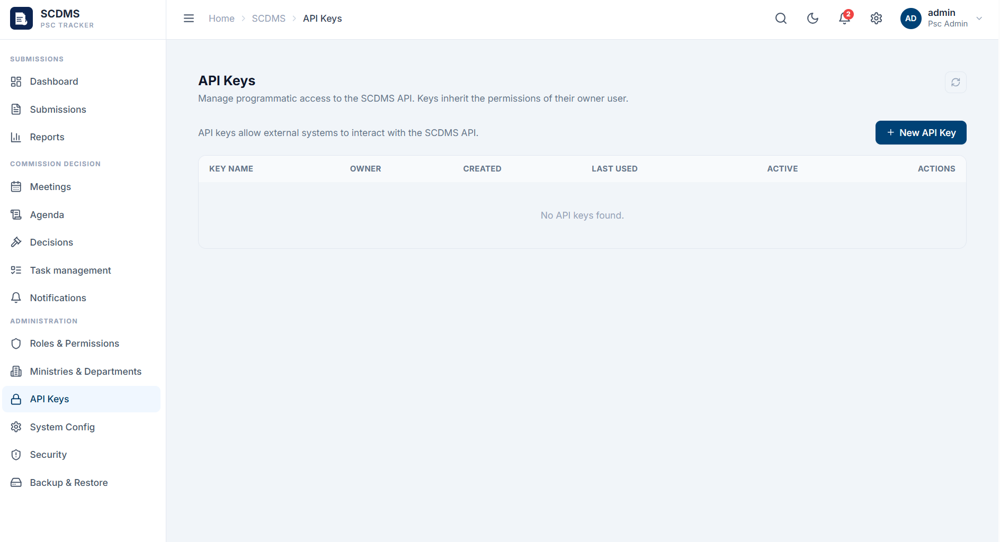 SCDMS
PSC TRACKER
Home
SCDMS
API Keys
2
AD
admin
Psc Admin
SUBMISSIONS
Dashboard
Submissions
Reports
COMMISSION DECISION
Meetings
Agenda
Decisions
Task management
Notifications
ADMINISTRATION
Roles & Permissions
Ministries & Departments
API Keys
System Config
Security
Backup & Restore
API Keys
Manage programmatic access to the SCDMS API. Keys inherit the permissions of their owner user.
API keys allow external systems to interact with the SCDMS API.
+ New API Key
KEY NAME OWNER CREATED LAST USED ACTIVE ACTIONS
No API keys found.